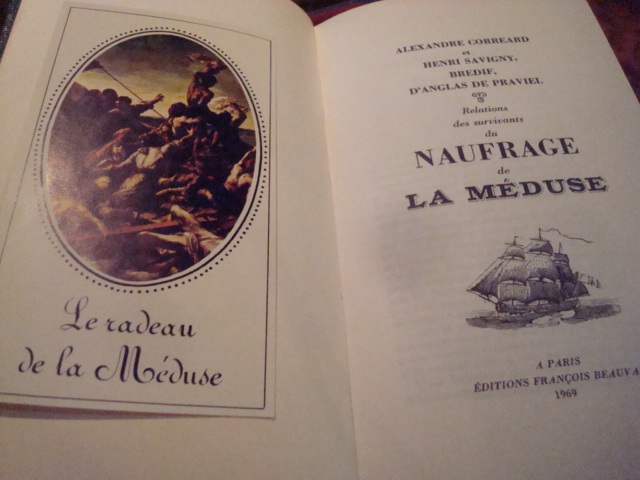 Le radeau
de la Méduse
ALEXANDRE CORREARD
et
HENRI SAVIGNY,
BREDIF,
D'ANGLAS DE PRAVIEL
Relations
des survivants
du
NAUFRAGE
de
LA MÉDUSE
A PARIS
ÉDITIONS FRANÇOIS BEAUVA
1969